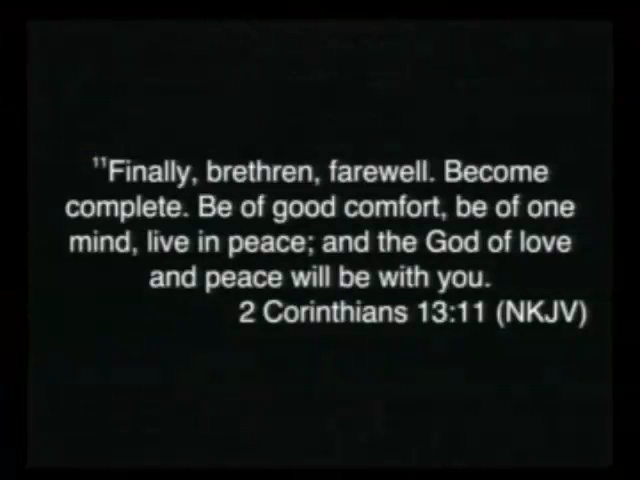 ¹¹Finally, brethren, farewell. Become
complete. Be of good comfort, be of one
mind, live in peace; and the God of love
and peace will be with you.
2 Corinthians 13:11 (NKJV)